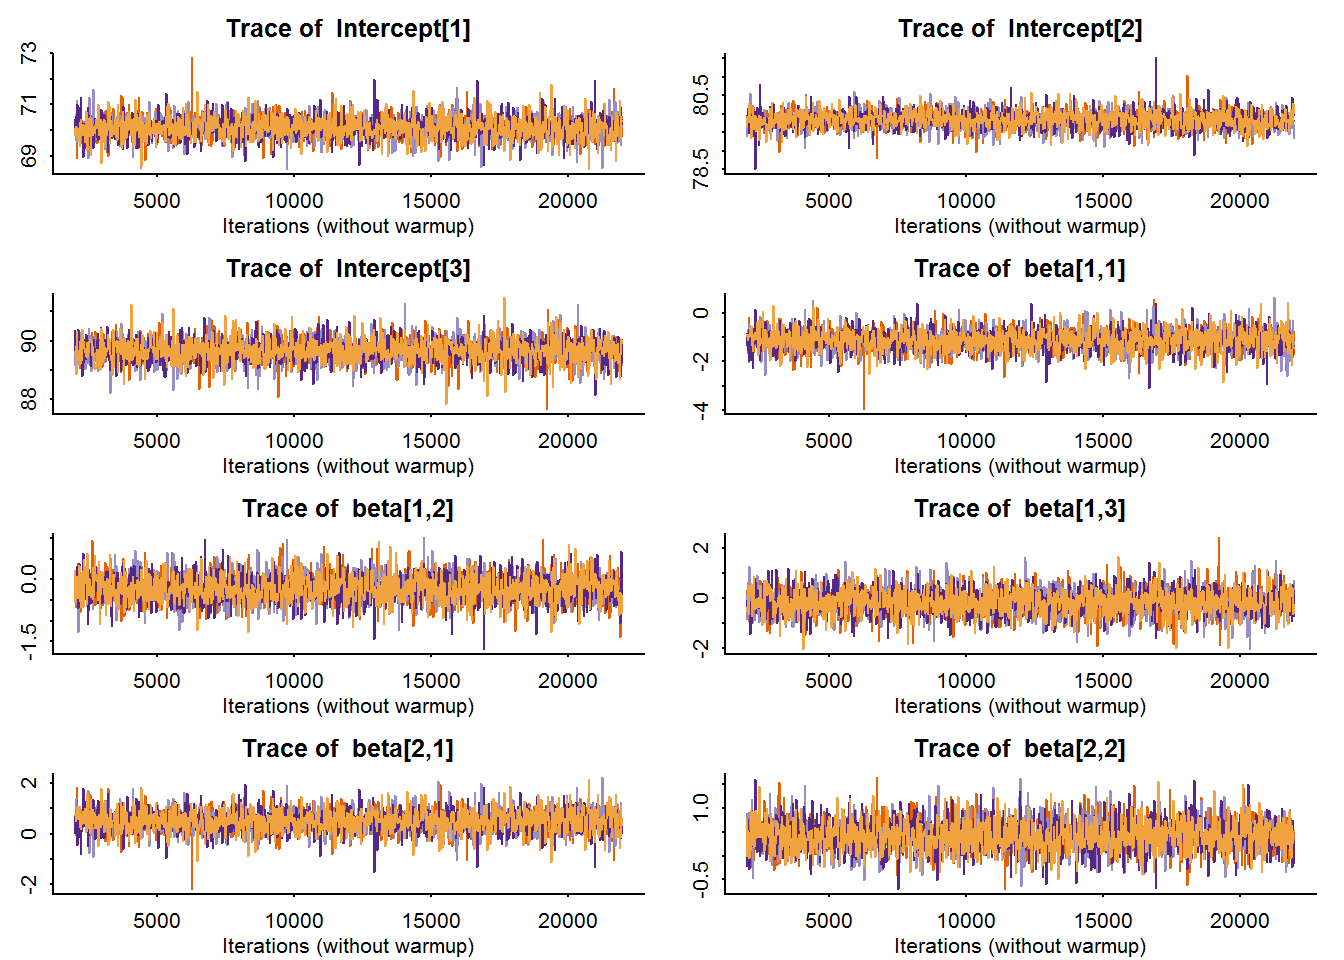 Trace of Intercept[1]
73
71
69
5000 10000 15000 20000
Iterations (without warmup)
Trace of Intercept[2]
80.5
78.5
5000 10000 15000 20000
Iterations (without warmup)
Trace of Intercept[3]
90
88
5000 10000 15000 20000
Iterations (without warmup)
Trace of beta[1,1]
0
-2
-4
5000 10000 15000 20000
Iterations (without warmup)
Trace of beta[1,2]
0.0
-1.5
5000 10000 15000 20000
Iterations (without warmup)
Trace of beta[1,3]
2
0
-2
5000 10000 15000 20000
Iterations (without warmup)
Trace of beta[2,1]
2
0
-2
5000 10000 15000 20000
Iterations (without warmup)
Trace of beta[2,2]
1.0
-0.5
5000 10000 15000 20000
Iterations (without warmup)